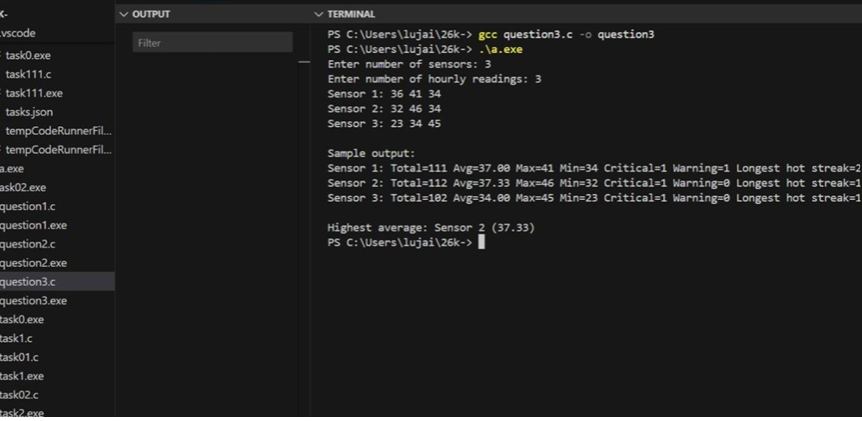 K-
.vscode
task0.exe
task111.c
task111.exe
tasks.json
tempCodeRunnerFil...
tempCodeRunnerFil...
a.exe
ask02.exe
question1.c
question1.exe
question2.c
question2.exe
question3.c
question3.exe
task0.exe
task1.c
task01.c
task1.exe
task02.c
task2.exe
OUTPUT
Filter
TERMINAL
PS C:\Users\lujai\26k-> gcc question3.c -o question3
PS C:\Users\lujai\26k-> .\a.exe
Enter number of sensors: 3
Enter number of hourly readings: 3
Sensor 1: 36 41 34
Sensor 2: 32 46 34
Sensor 3: 23 34 45
Sample output:
Sensor 1: Total=111 Avg=37.00 Max=41 Min=34 Critical=1 Warning=1 Longest hot streak=2
Sensor 2: Total=112 Avg=37.33 Max=46 Min=32 Critical=1 Warning=0 Longest hot streak=1
Sensor 3: Total=102 Avg=34.00 Max=45 Min=23 Critical=1 Warning=0 Longest hot streak=1
Highest average: Sensor 2 (37.33)
PS C:\Users\lujai\26k->